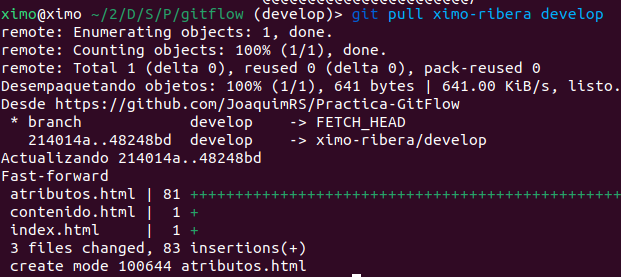 ximo@ximo ~/2/D/S/P/gitflow (develop)> git pull ximo-ribera develop
remote: Enumerating objects: 1, done.
remote: Counting objects: 100% (1/1), done.
remote: Total 1 (delta 0), reused 0 (delta 0), pack-reused 0
Desempaquetando objetos: 100% (1/1), 641 bytes | 641.00 KiB/s, listo.
Desde https://github.com/JoaquimRS/Practica-GitFlow
 * branch            develop    -> FETCH_HEAD
   214014a..48248bd  develop    -> ximo-ribera/develop
Actualizando 214014a..48248bd
Fast-forward
 atributos.html | 81 +++++++++++++++++++++++++++++++++++++++++++++++
 contenido.html |  1 +
 index.html     |  1 +
 3 files changed, 83 insertions(+)
 create mode 100644 atributos.html